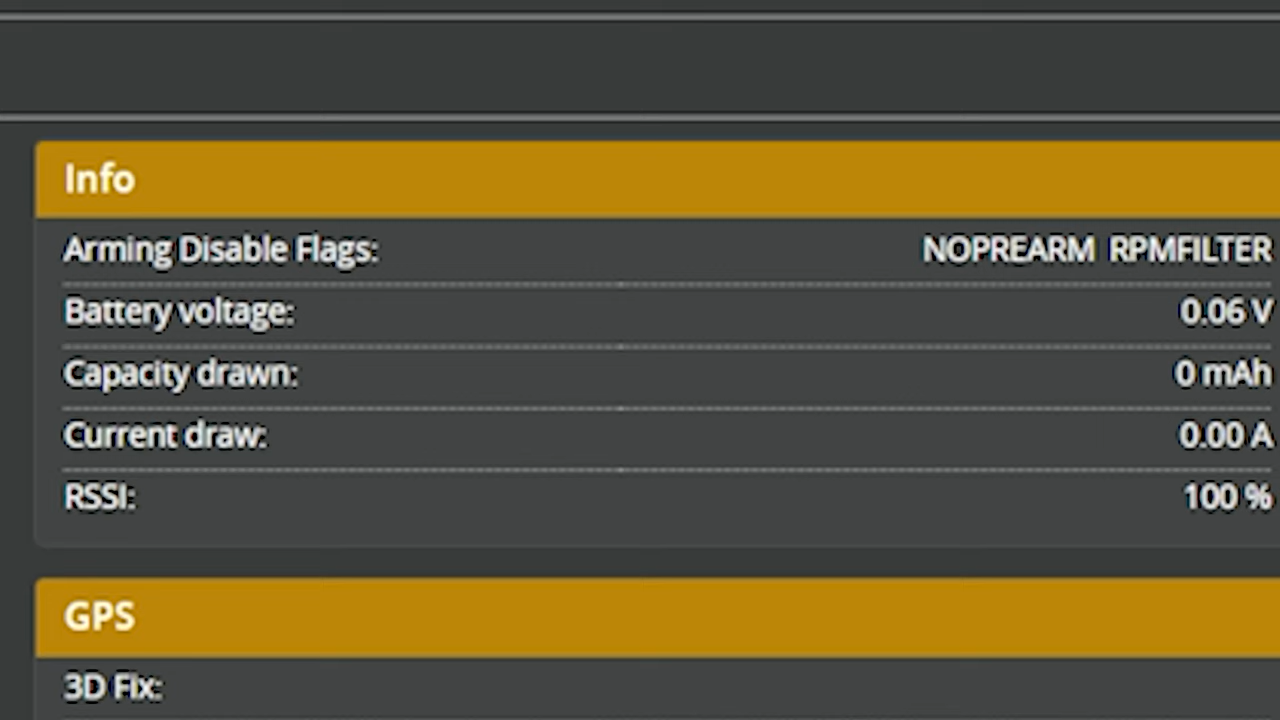 Info
Arming Disable Flags: NOPREARM RPMFILTER
Battery voltage: 0.06 V
Capacity drawn: 0 mAh
Current draw: 0.00 A
RSSI: 100 %
GPS
3D Fix: